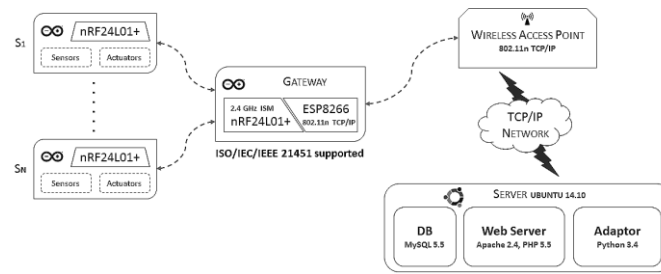 S1
nRF24L01+
Sensors
Actuators
SN
nRF24L01+
Sensors
Actuators
GATEWAY
2.4 GHz ISM
nRF24L01+
ESP8266
802.11n TCP/IP
ISO/IEC/IEEE 21451 supported
WIRELESS ACCESS POINT
802.11n TCP/IP
TCP/IP
NETWORK
SERVER UBUNTU 14.10
DB
MySQL 5.5
Web Server
Apache 2.4, PHP 5.5
Adaptor
Python 3.4